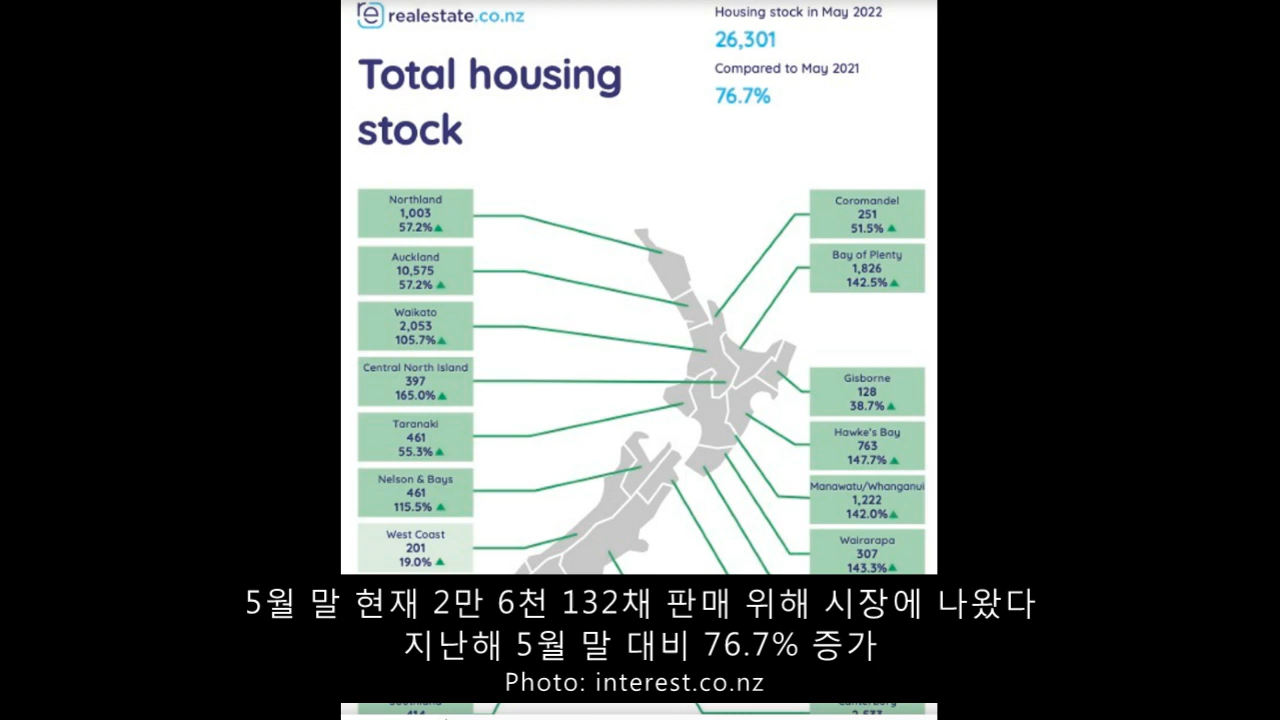 realestate.co.nz
Housing stock in May 2022
26,301
Compared to May 2021
76.7%
Total housing
stock
Northland
1,003
57.2%
Auckland
10,575
57.2%
Waikato
2,053
105.7%
Central North Island
397
165.0%
Taranaki
461
55.3%
Nelson & Bays
461
115.5%
West Coast
201
19.0%
Coromandel
251
51.5%
Bay of Plenty
1,826
142.5%
Gisborne
128
38.7%
Hawke's Bay
763
147.7%
Manawatu/Whanganui
1,222
142.0%
Wairarapa
307
143.3%
5월 말 현재 2만 6천 132채 판매 위해 시장에 나왔다
지난해 5월 말 대비 76.7% 증가
Photo: interest.co.nz
Southland
Canterbury